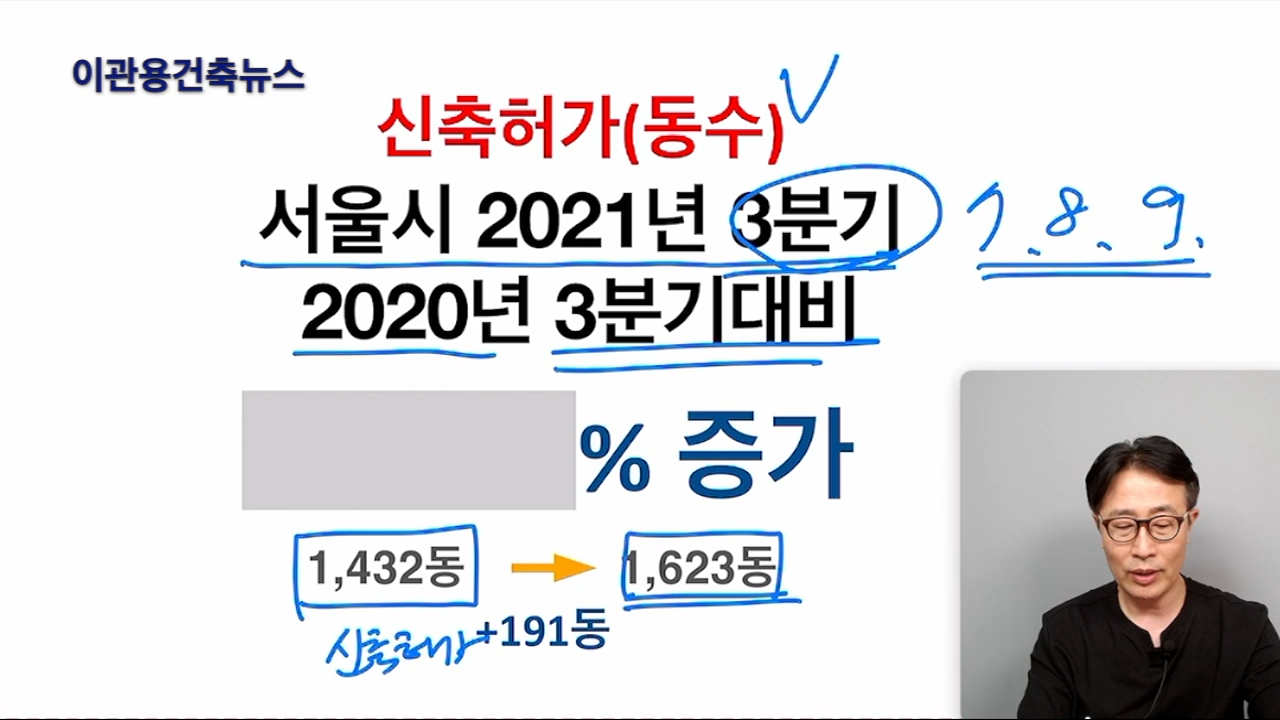 이관용건축뉴스
신축허가(동수)
서울시 2021년 3분기 7. 8. 9.
2020년 3분기대비
% 증가
1,432동 1,623동
신축허가 +191동